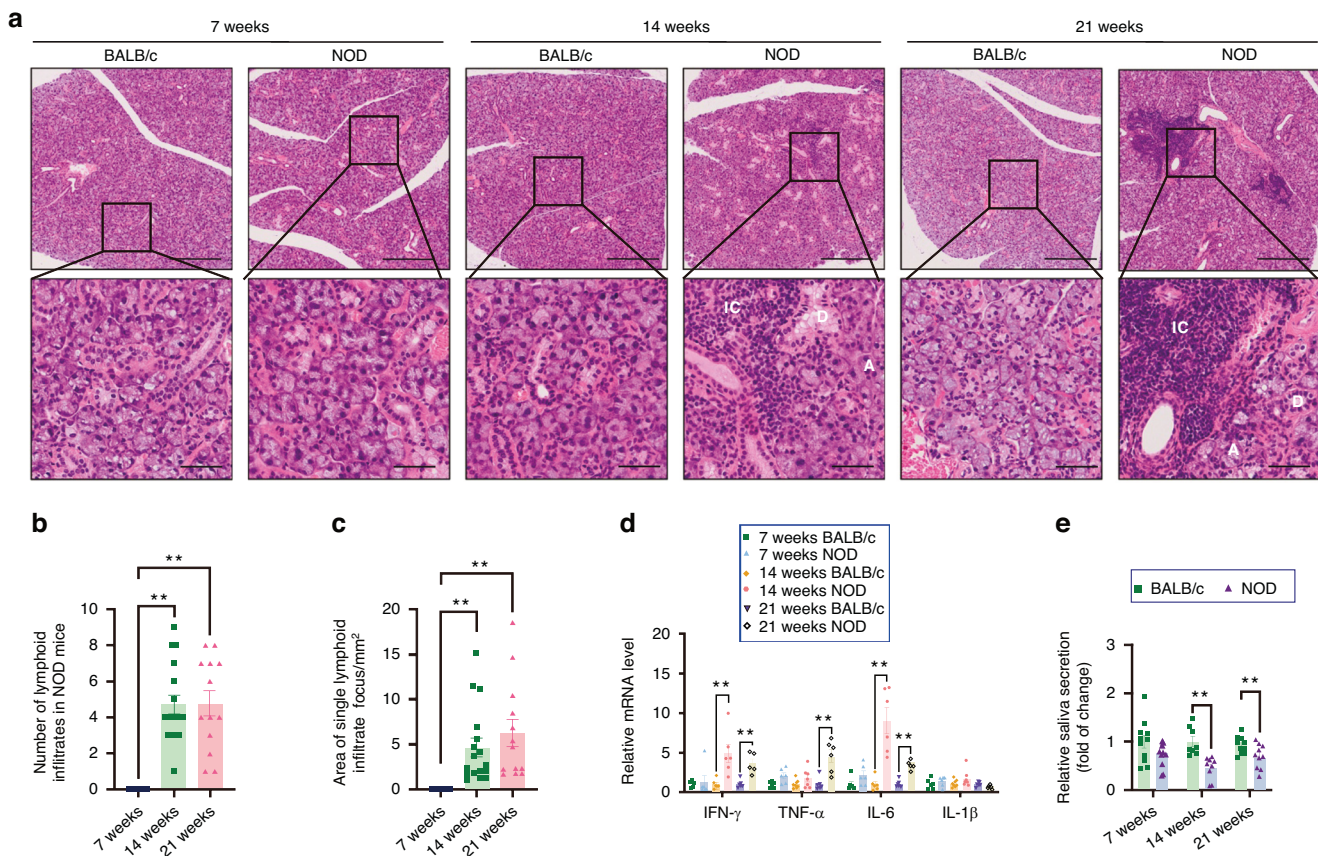 a
7 weeks
14 weeks
21 weeks
BALB/c
NOD
BALB/c
NOD
BALB/c
NOD
IC
D
A
IC
D
A
b
Number of lymphoid
infiltrates in NOD mice
10
8
6
4
2
0
**
**
7 weeks
14 weeks
21 weeks
c
Area of single lymphoid
infiltrate focus/mm²
20
15
10
5
0
**
**
7 weeks
14 weeks
21 weeks
d
7 weeks BALB/c
7 weeks NOD
14 weeks BALB/c
14 weeks NOD
21 weeks BALB/c
21 weeks NOD
Relative mRNA level
20
15
10
5
0
**
**
**
**
**
IFN-γ
TNF-α
IL-6
IL-1β
e
BALB/c
NOD
Relative saliva secretion
(fold of change)
3
2
1
0
**
**
7 weeks
14 weeks
21 weeks